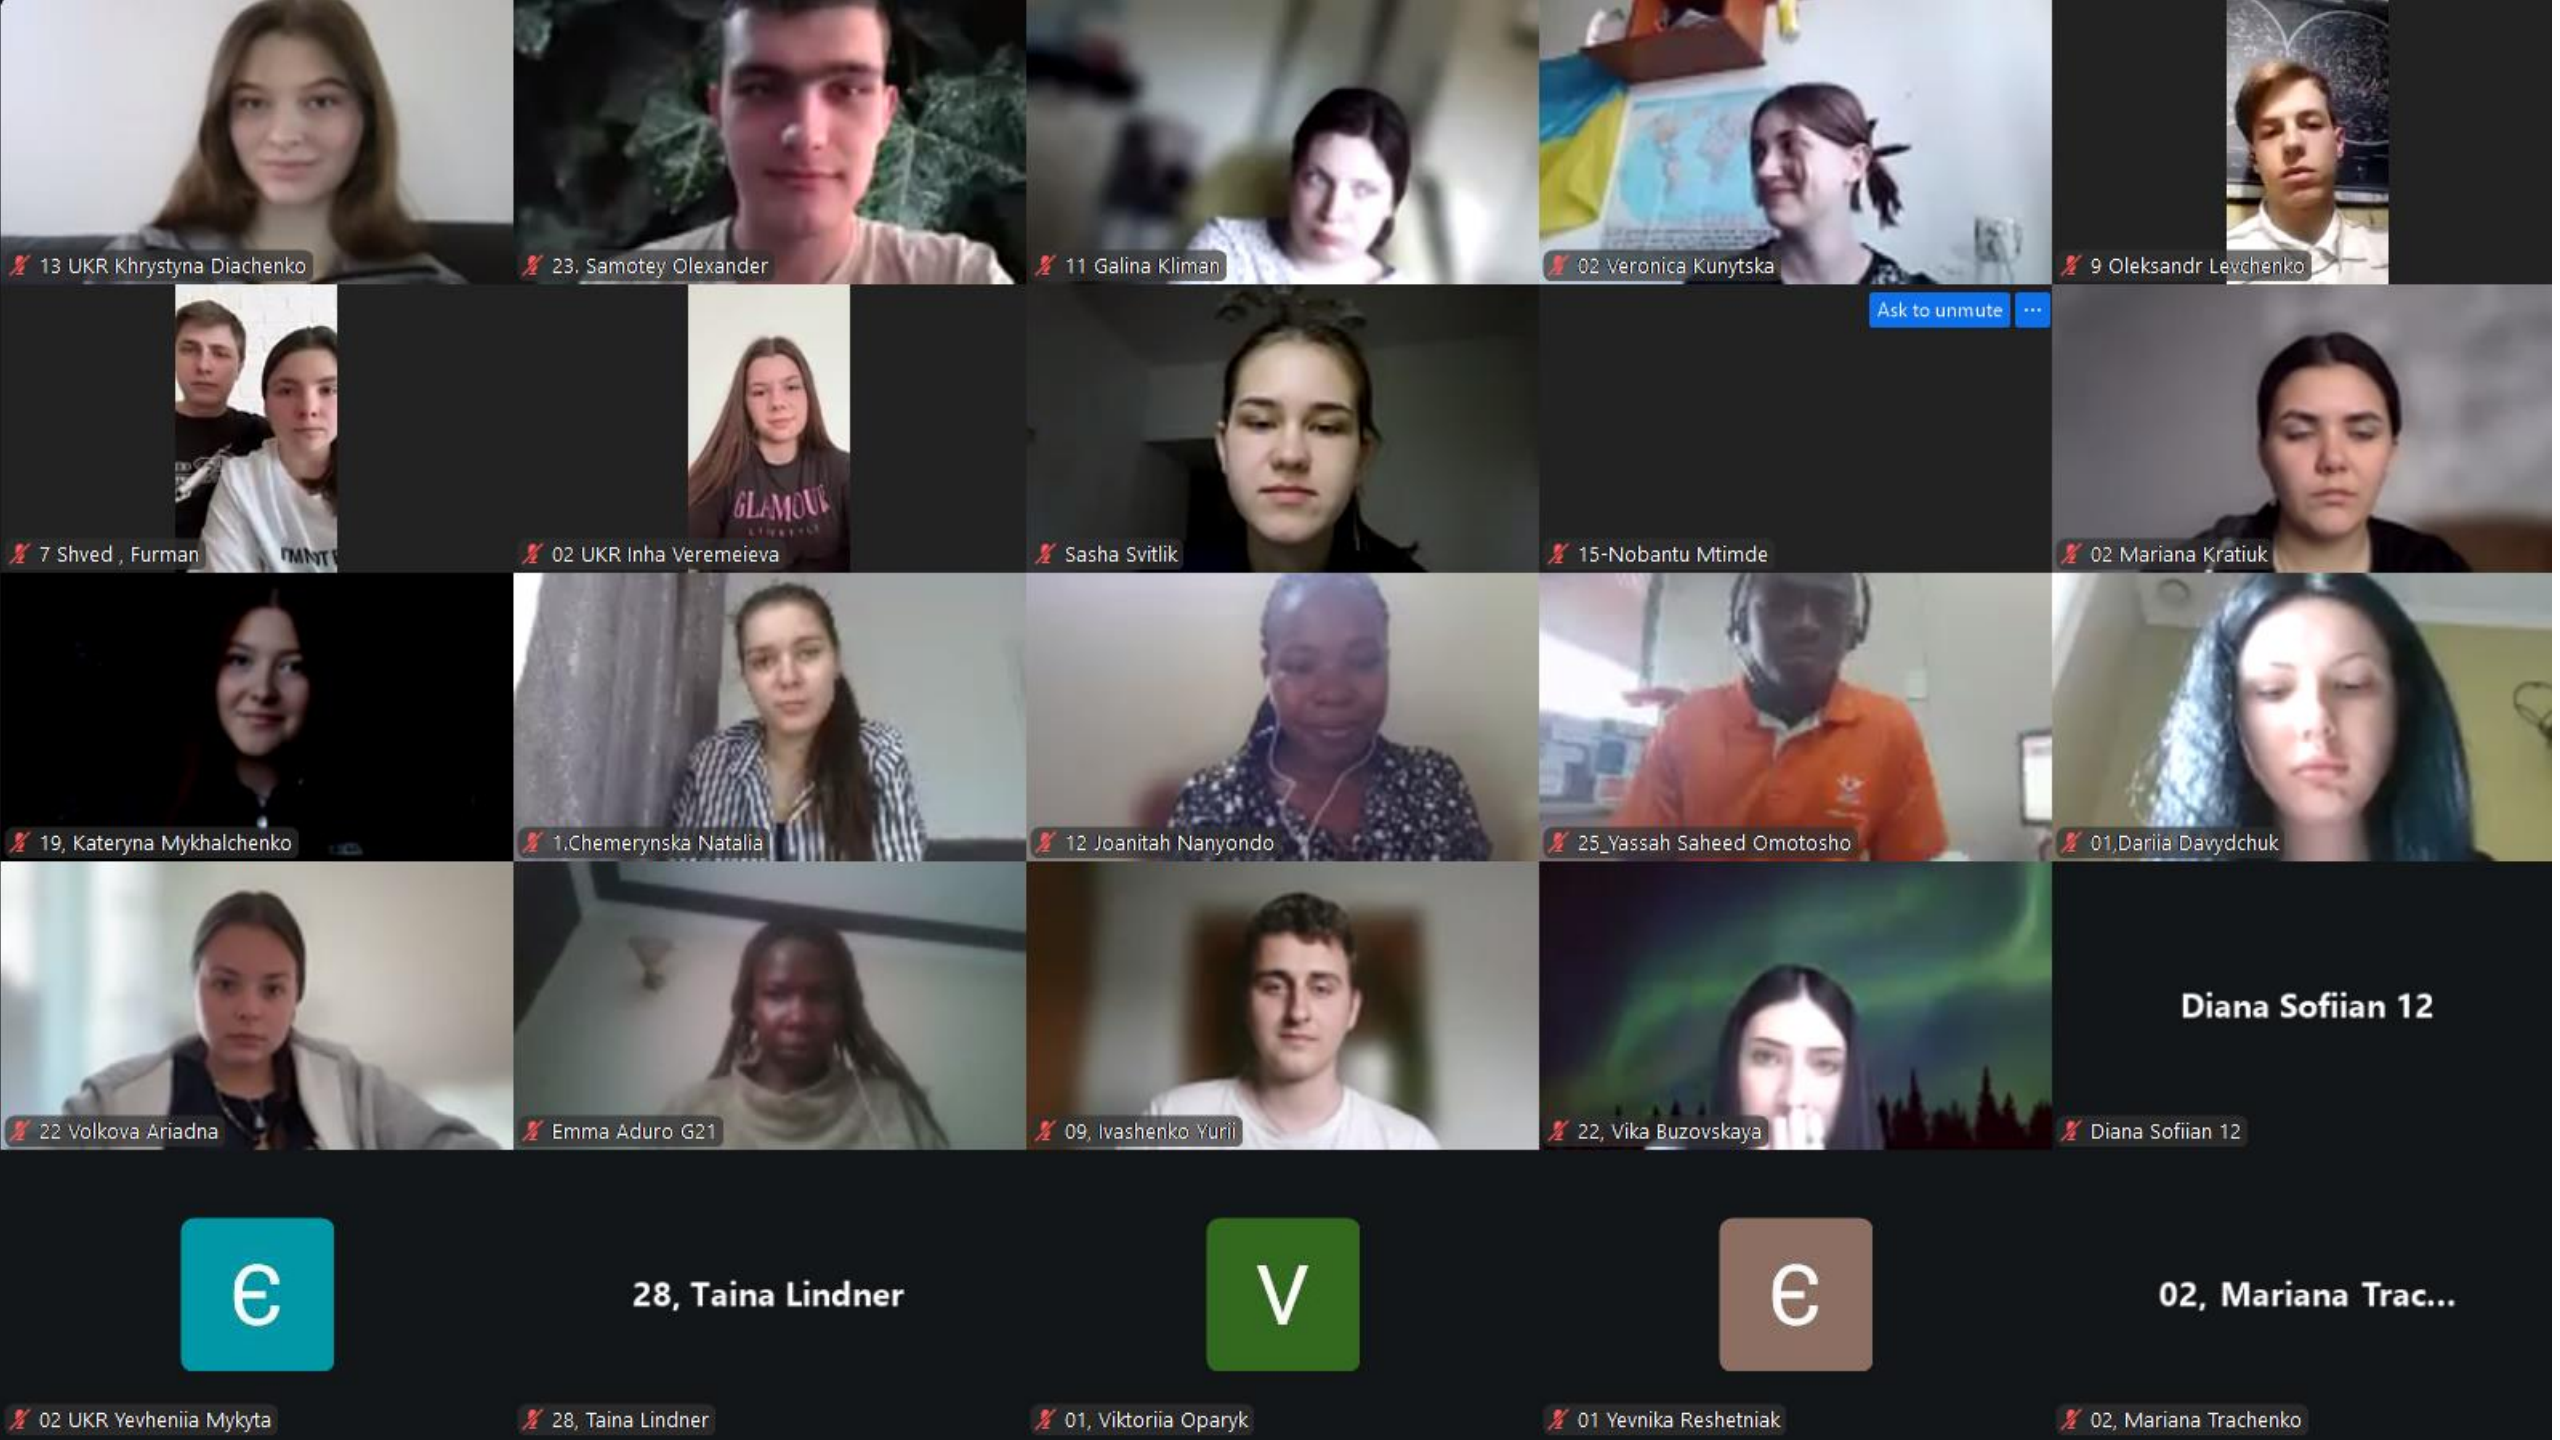 13 UKR Khrystyna Diachenko
23. Samotey Olexander
11 Galina Kliman
02 Veronica Kunytska
9 Oleksandr Levchenko
Ask to unmute
7 Shved , Furman
02 UKR Inha Veremeieva
GLAMOUR
Sasha Svitlik
15-Nobantu Mtimde
02 Mariana Kratiuk
19, Kateryna Mykhalchenko
1.Chemerynska Natalia
12 Joanitah Nanyondo
25_Yassah Saheed Omotosho
01,Dariia Davydchuk
Diana Sofiian 12
22 Volkova Ariadna
Emma Aduro G21
09, Ivashenko Yurii
22, Vika Buzovskaya
Diana Sofiian 12
Є
28, Taina Lindner
V
Є
02, Mariana Trac...
02 UKR Yevheniia Mykyta
28, Taina Lindner
01, Viktoriia Oparyk
01 Yevnika Reshetniak
02, Mariana Trachenko